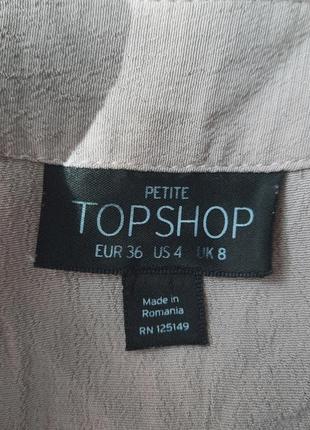 PETITE
TOPSHOP
EUR 36 US 4 UK 8
Made in
Romania
RN 125149